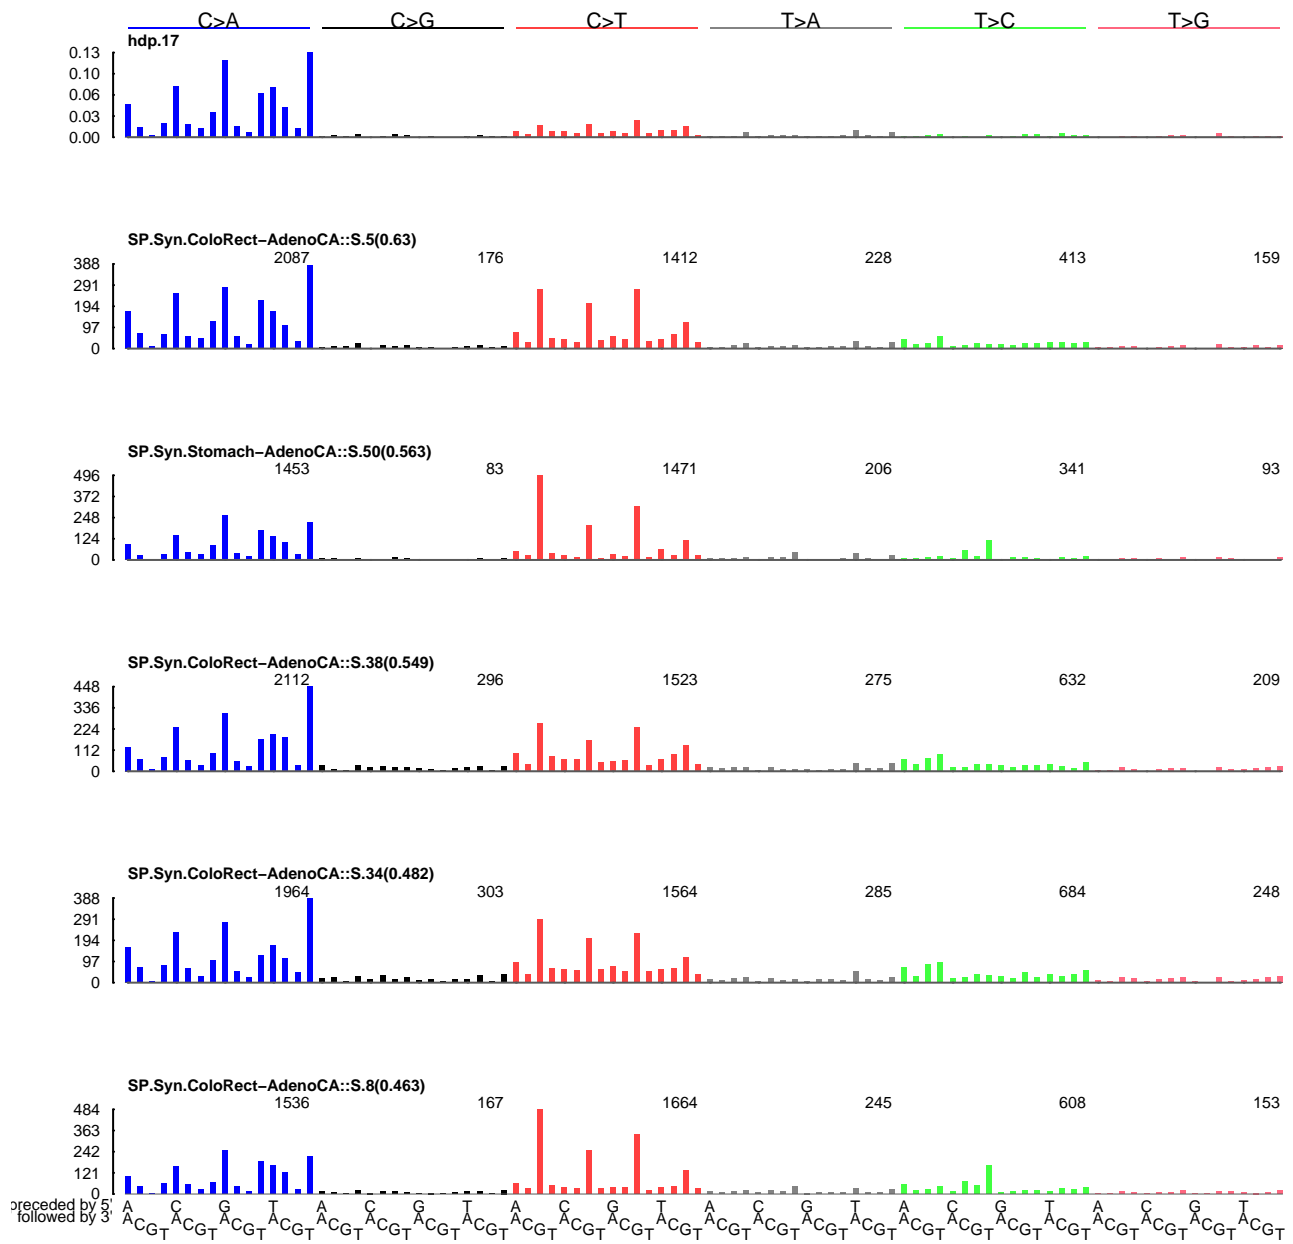 C>A C>G C>T T>A T>C T>G
hdp.17
0.13
0.10
0.06
0.03
0.00
SP.Syn.ColoRect−AdenoCA::S.5(0.63)
2087 176 1412 228 413 159
388
291
194
97
0
SP.Syn.Stomach−AdenoCA::S.50(0.563)
1453 83 1471 206 341 93
496
372
248
124
0
SP.Syn.ColoRect−AdenoCA::S.38(0.549)
2112 296 1523 275 632 209
448
336
224
112
0
SP.Syn.ColoRect−AdenoCA::S.34(0.482)
1964 303 1564 285 684 248
388
291
194
97
0
SP.Syn.ColoRect−AdenoCA::S.8(0.463)
1536 167 1664 245 608 153
484
363
242
121
0
preceded by 5' A C G T A C G T A C G T A C G T A C G T A C G T
followed by 3' A C G T A C G T A C G T A C G T A C G T A C G T A C G T A C G T A C G T A C G T A C G T A C G T A C G T A C G T A C G T A C G T A C G T A C G T A C G T A C G T A C G T A C G T A C G T A C G T